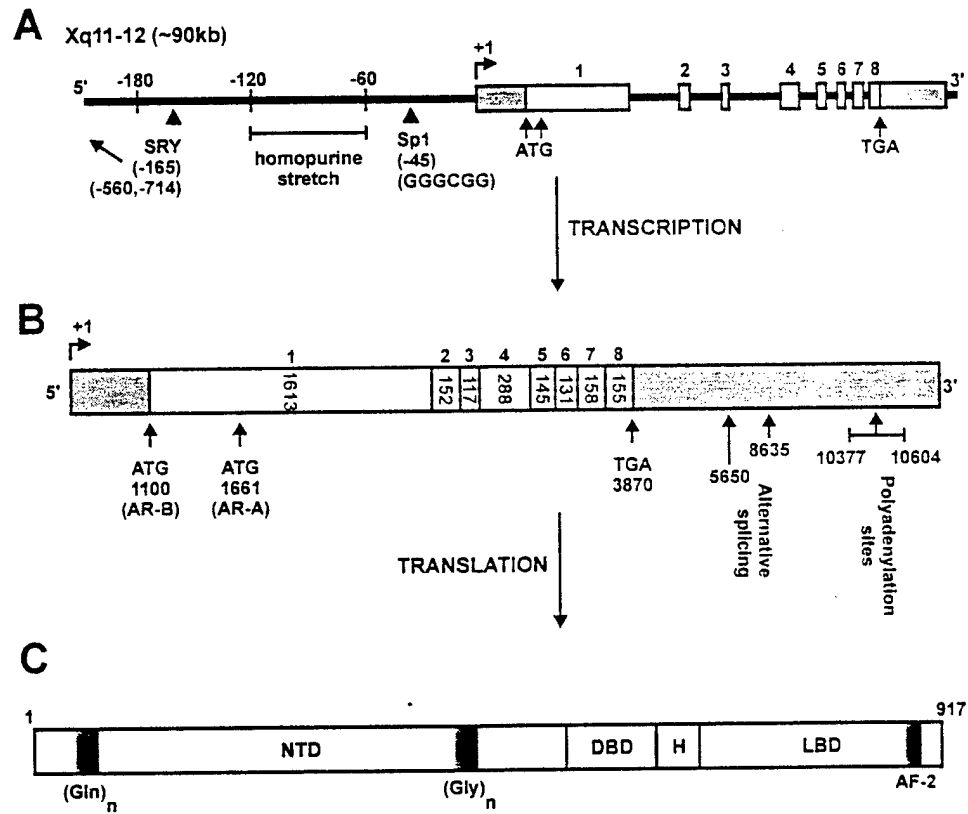 A
Xq11-12 (~90kb)
+1
5'
-180
-120
-60
1
2
3
4
5
6
7
8
3'
SRY
(-165)
(-560,-714)
homopurine
stretch
Sp1
(-45)
(GGGCGG)
ATG
TGA
TRANSCRIPTION
B
+1
1
2
3
4
5
6
7
8
5'
1613
152
117
288
145
131
158
155
3'
ATG
1100
(AR-B)
ATG
1661
(AR-A)
TGA
3870
5650
8635
10377
10604
Alternative
splicing
Polyadenylation
sites
TRANSLATION
C
1
917
NTD
DBD
H
LBD
(Gln)n
(Gly)n
AF-2